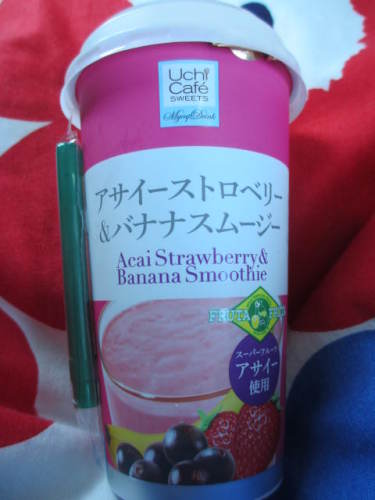 Uchi
Café
SWEETS
アサイーストロベリー
&バナナスムージー
Acai Strawberry &
Banana Smoothie
FRUTA FRUTA
スーパーフルーツ
アサイー
使用